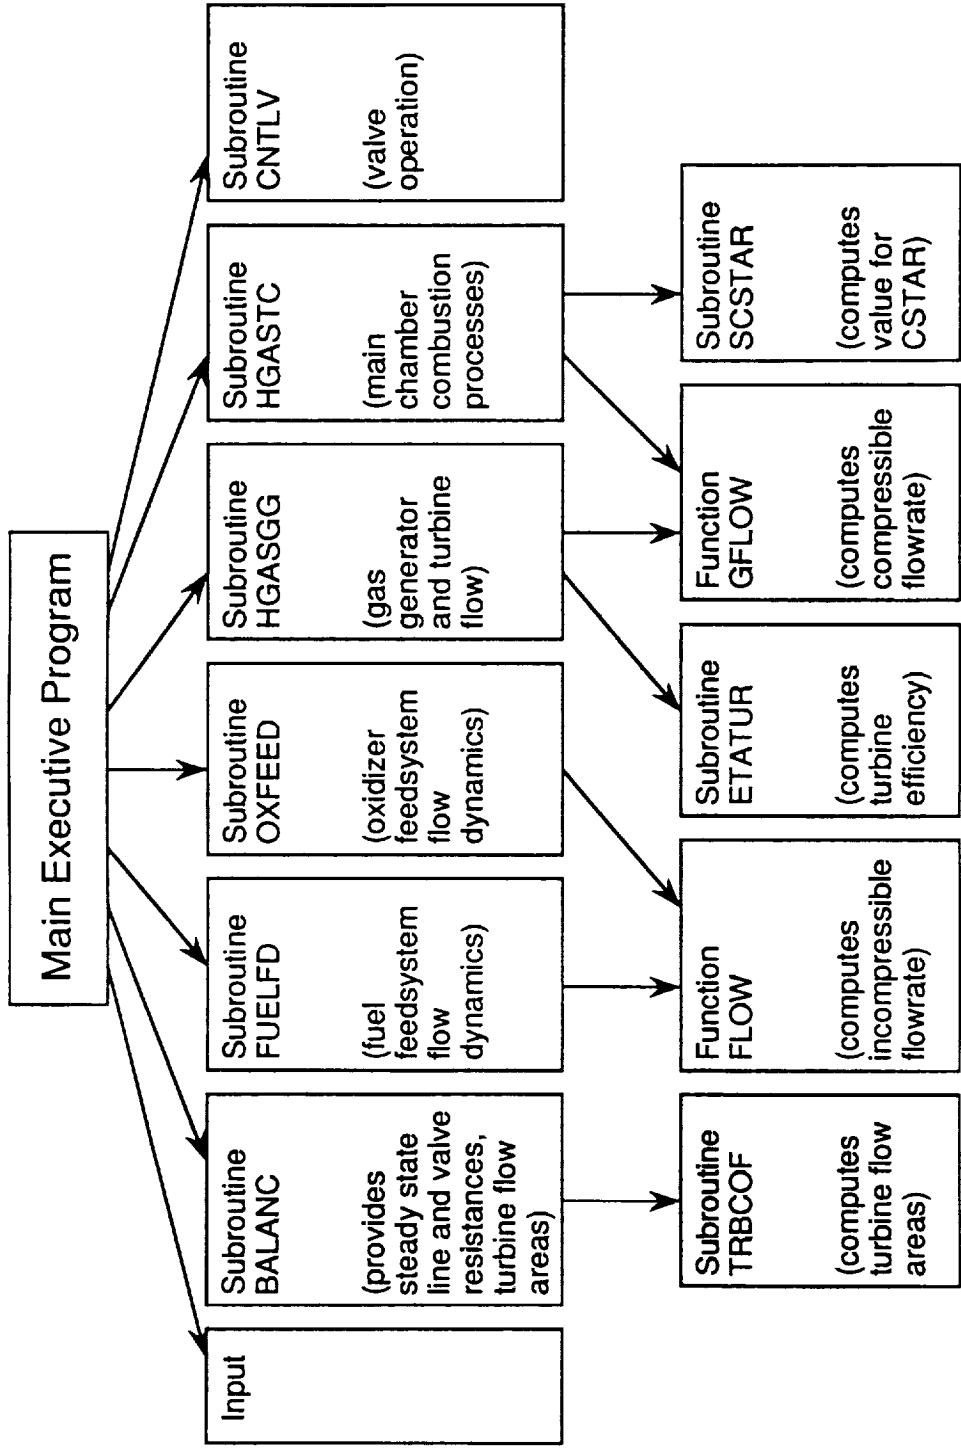 Main Executive Program
Input
Subroutine
BALANC
(provides
steady state
line and valve
resistances,
turbine flow
areas)
Subroutine
FUELFD
(fuel
feedsystem
flow
dynamics)
Subroutine
OXFEED
(oxidizer
feedsystem
flow
dynamics)
Subroutine
HGASGG
(gas
generator
and turbine
flow)
Subroutine
HGASTC
(main
chamber
combustion
processes)
Subroutine
CNTLV
(valve
operation)
Subroutine
TRBCOF
(computes
turbine flow
areas)
Function
FLOW
(computes
incompressible
flowrate)
Subroutine
ETATUR
(computes
turbine
efficiency)
Function
GFLOW
(computes
compressible
flowrate)
Subroutine
SCSTAR
(computes
value for
CSTAR)